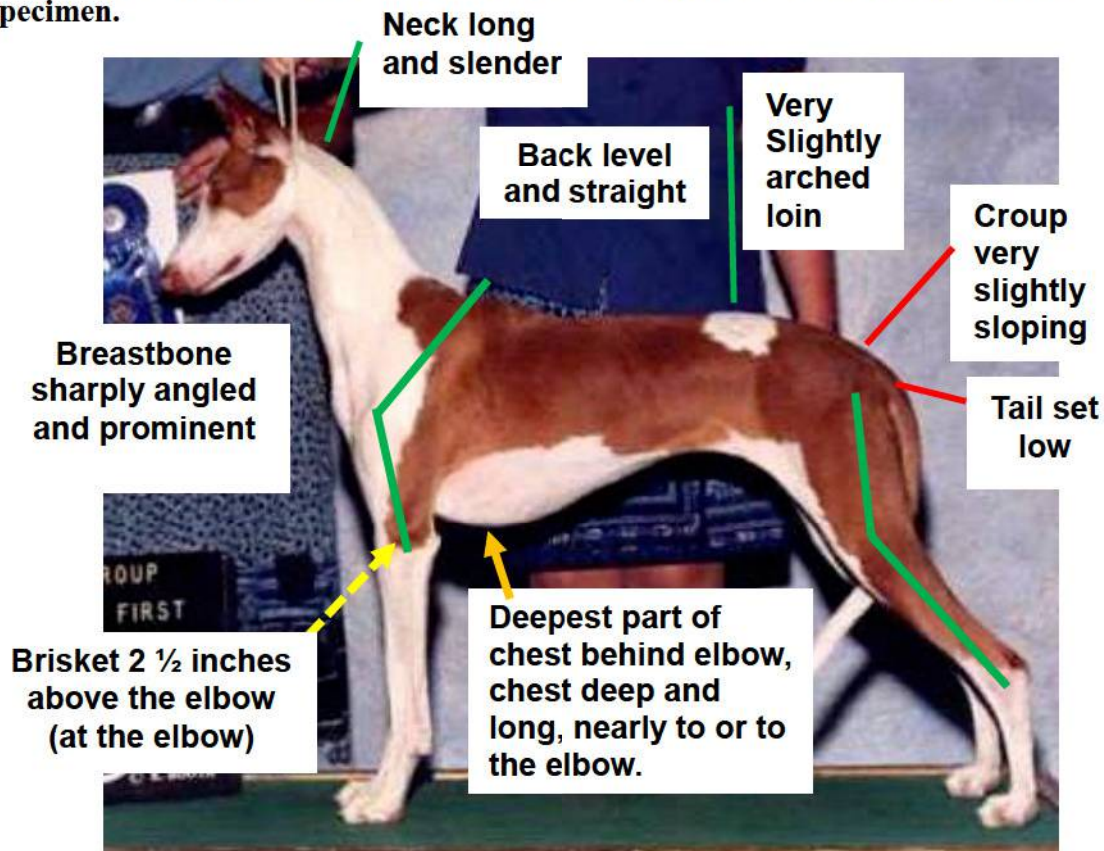 pecimen.
Neck long
and slender
Back level
and straight
Very
Slightly
arched
loin
Croup
very
slightly
sloping
Tail set
low
Breastbone
sharply angled
and prominent
ROUP
FIRST
Brisket 2 ½ inches
above the elbow
(at the elbow)
Deepest part of
chest behind elbow,
chest deep and
long, nearly to or to
the elbow.